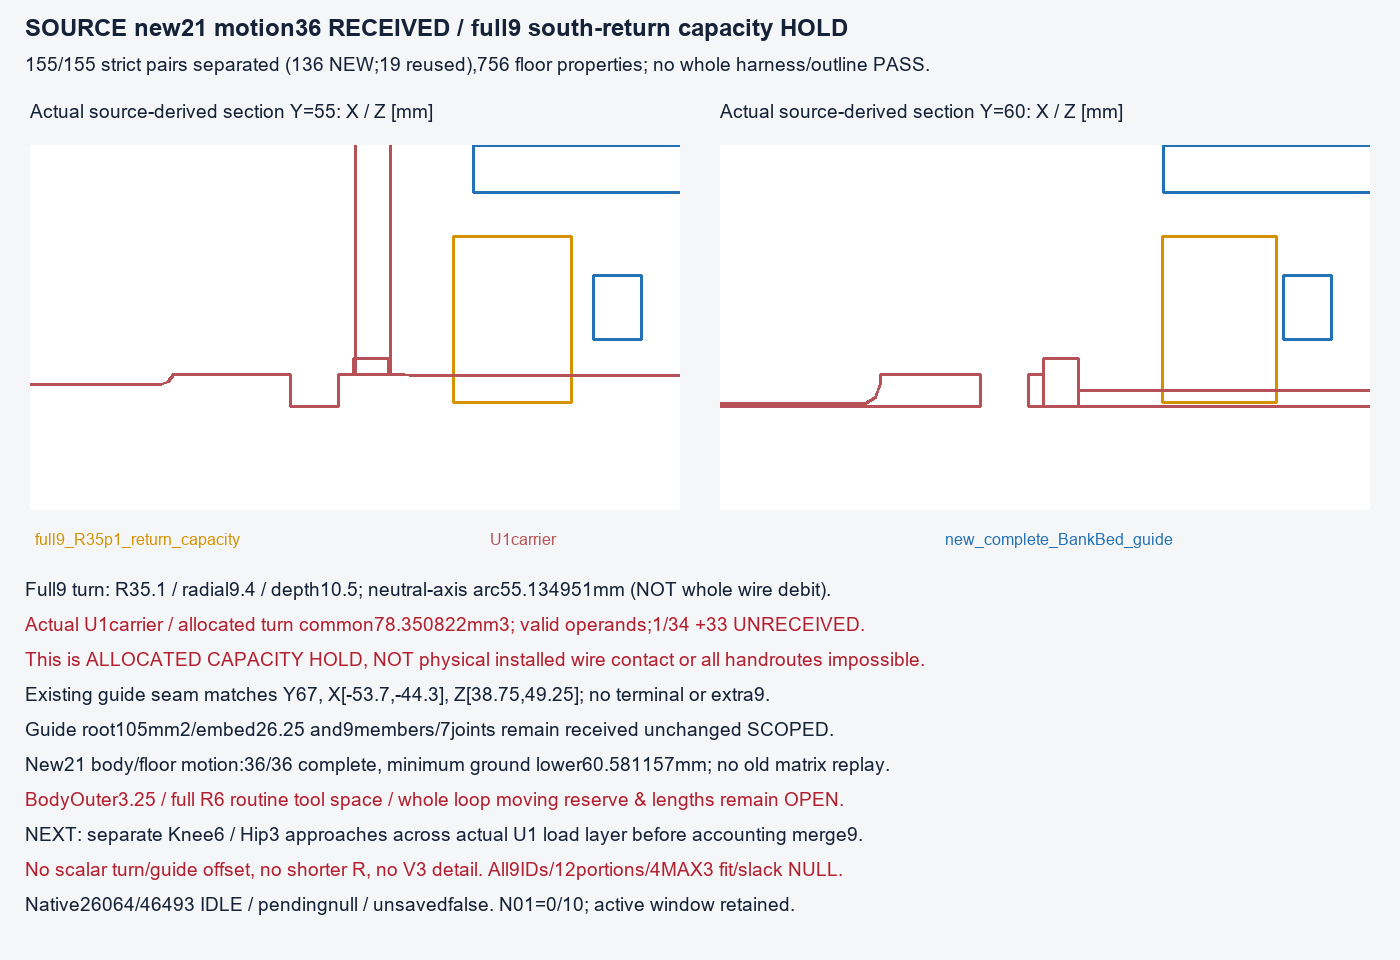 SOURCE new21 motion36 RECEIVED / full9 south-return capacity HOLD
155/155 strict pairs separated (136 NEW;19 reused),756 floor properties; no whole harness/outline PASS.
Actual source-derived section Y=55: X / Z [mm]
Actual source-derived section Y=60: X / Z [mm]
full9_R35p1_return_capacity
U1carrier
new_complete_BankBed_guide
Full9 turn: R35.1 / radial9.4 / depth10.5; neutral-axis arc55.134951mm (NOT whole wire debit).
Actual U1carrier / allocated turn common78.350822mm3; valid operands;1/34 +33 UNRECEIVED.
This is ALLOCATED CAPACITY HOLD, NOT physical installed wire contact or all handroutes impossible.
Existing guide seam matches Y67, X[-53.7,-44.3], Z[38.75,49.25]; no terminal or extra9.
Guide root105mm2/embed26.25 and9members/7joints remain received unchanged SCOPED.
New21 body/floor motion:36/36 complete, minimum ground lower60.581157mm; no old matrix replay.
BodyOuter3.25 / full R6 routine tool space / whole loop moving reserve & lengths remain OPEN.
NEXT: separate Knee6 / Hip3 approaches across actual U1 load layer before accounting merge9.
No scalar turn/guide offset, no shorter R, no V3 detail. All9IDs/12portions/4MAX3 fit/slack NULL.
Native26064/46493 IDLE / pendingnull / unsavedfalse. N01=0/10; active window retained.